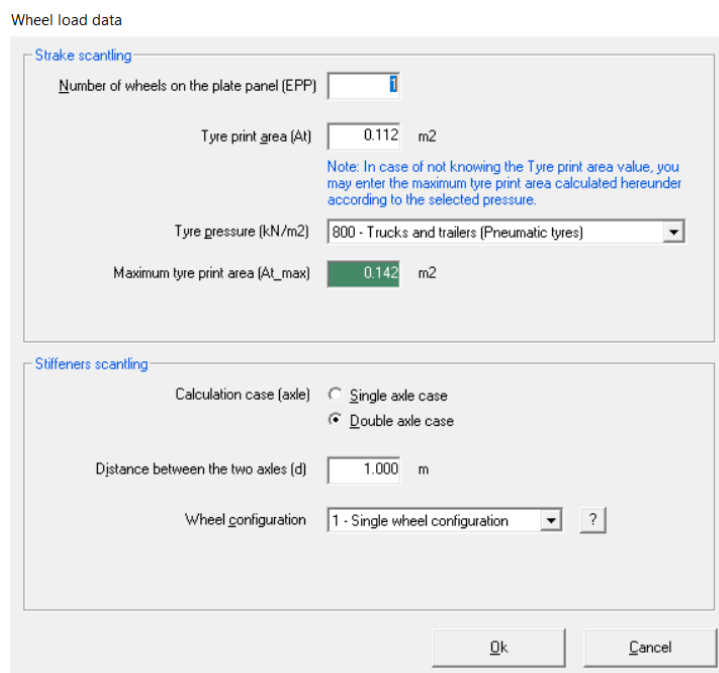 Wheel load data
Strake scantling
Number of wheels on the plate panel (EPP) 1
Tyre print area (At) 0.112 m2
Note: In case of not knowing the Tyre print area value, you
may enter the maximum tyre print area calculated hereunder
according to the selected pressure.
Tyre pressure (kN/m2) 800 - Trucks and trailers (Pneumatic tyres)
Maximum tyre print area (At_max) 0.142 m2
Stiffeners scantling
Calculation case (axle) Single axle case
Double axle case
Distance between the two axles (d) 1.000 m
Wheel configuration 1 - Single wheel configuration ?
Ok Cancel